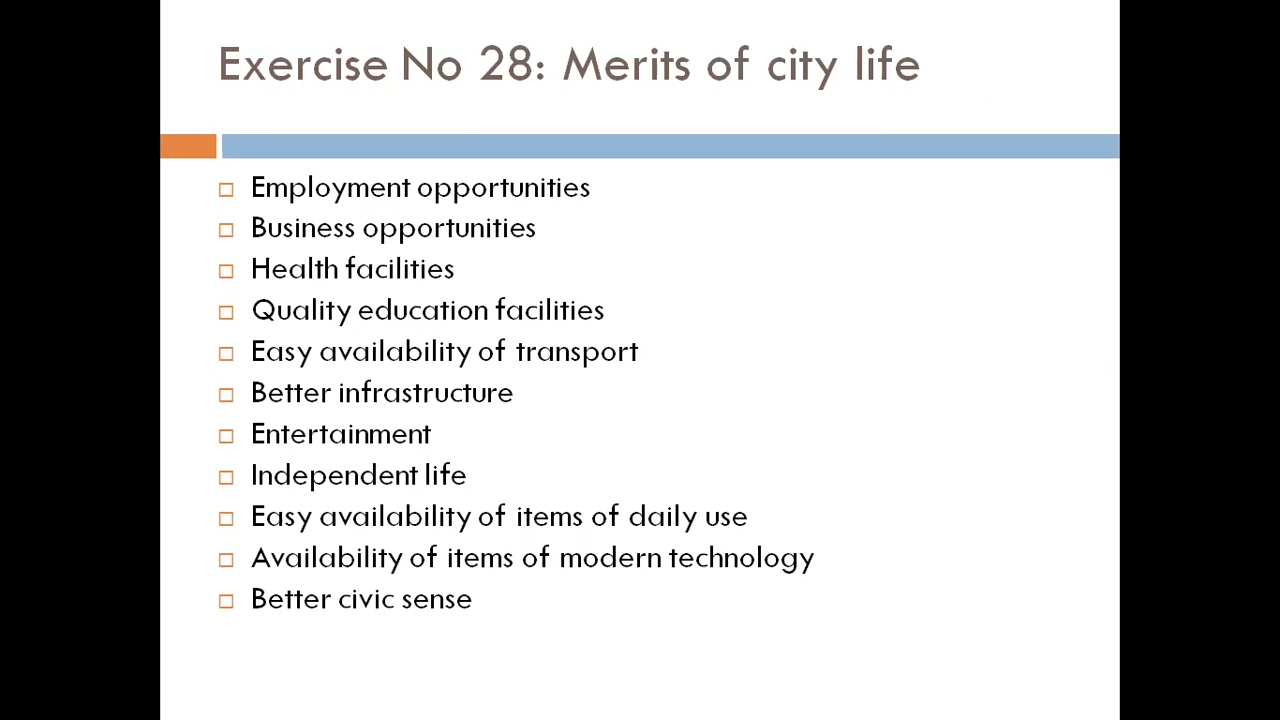 Exercise No 28: Merits of city life
Employment opportunities
Business opportunities
Health facilities
Quality education facilities
Easy availability of transport
Better infrastructure
Entertainment
Independent life
Easy availability of items of daily use
Availability of items of modern technology
Better civic sense